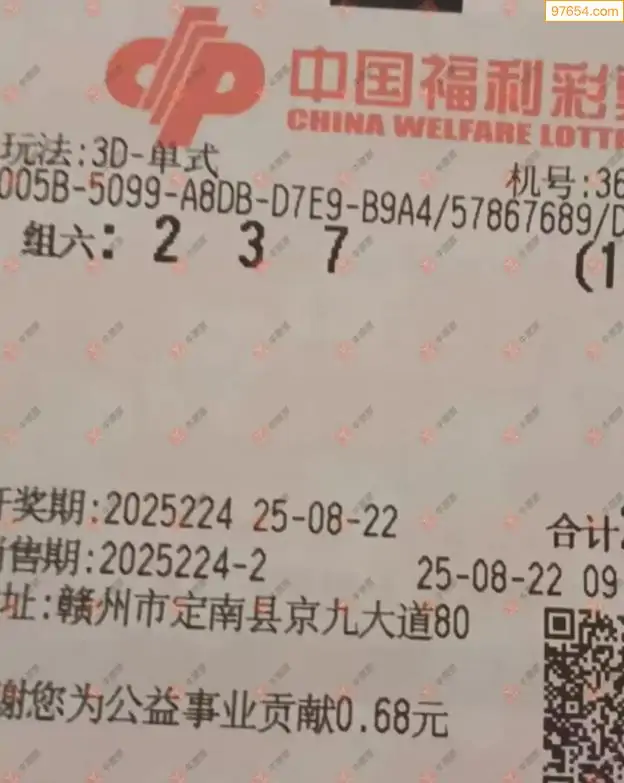 97654.com
中国福利彩
CHINA WELFARE LOTTE
玩法:3D-单式
机号:36
005B-5099-A8DB-D7E9-B9A4/57867689/D
组六: 2 3 7 (1
开奖期:2025224 25-08-22
合计
销售期:2025224-2 25-08-22 09
址:赣州市定南县京九大道80
谢您为公益事业贡献0.68元